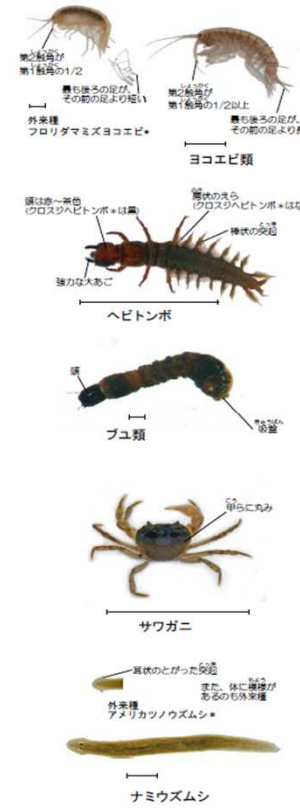 第2触角が
第1触角の1/2
最も後ろの足が、
その前の足より短い
外来種
フロリダマミズヨコエビ*
第2触角が
第1触角の1/2以上
最も後ろの足が、
その前の足より
ヨコエビ類
頭は赤～茶色
(クロスジヘビトンボ*は黒)
房状のえら
(クロスジヘビトンボ*はな
棒状の突起
強力な大あご
ヘビトンボ
頭
吸盤
ブユ類
甲らに丸み
サワガニ
耳状のとがった突起
また、体に模様が
あるのも外来種
外来種
アメリカツノウズムシ*
ナミウズムシ